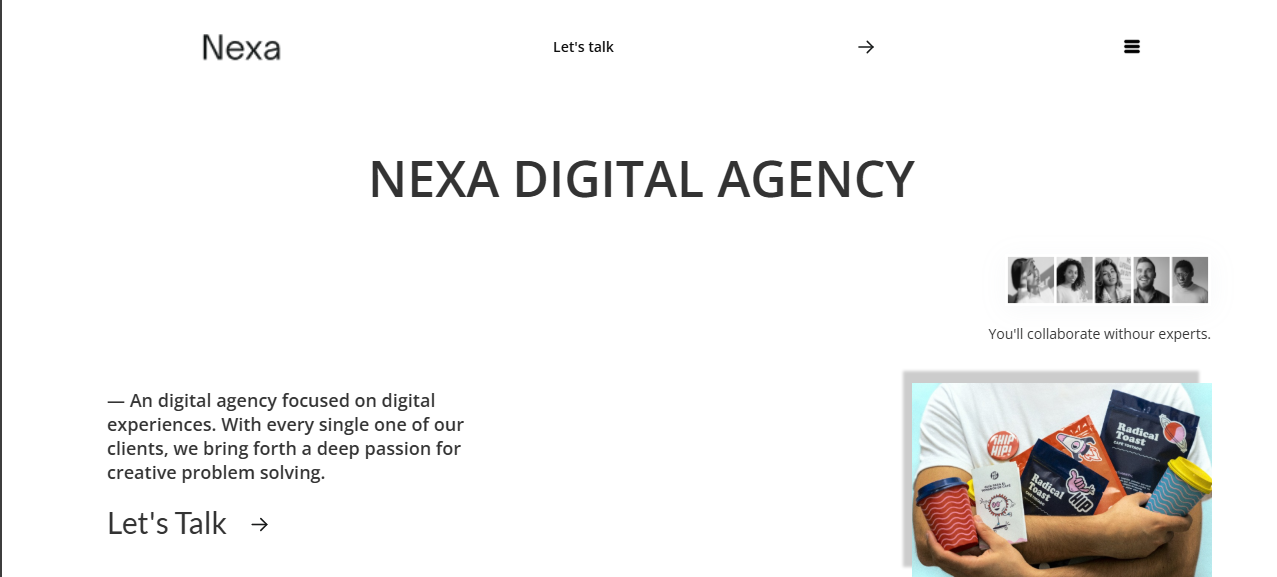 Nexa
Let's talk
NEXA DIGITAL AGENCY
You'll collaborate withour experts.
— An digital agency focused on digital
experiences. With every single one of our
clients, we bring forth a deep passion for
creative problem solving.
Let's Talk
Radical
Toast
SHIP
HIP!
Radical
Toast
HIP